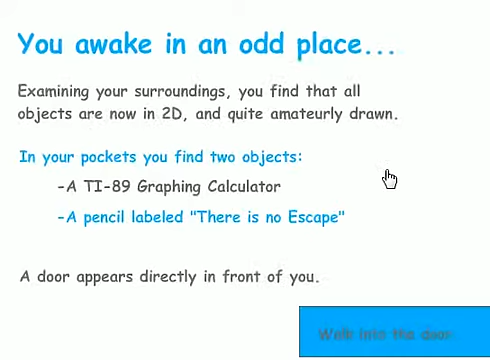 You awake in an odd place...
Examining your surroundings, you find that all
objects are now in 2D, and quite amateurly drawn.
In your pockets you find two objects:
-A TI-89 Graphing Calculator
-A pencil labeled "There is no Escape"
A door appears directly in front of you.
Walk into the door.